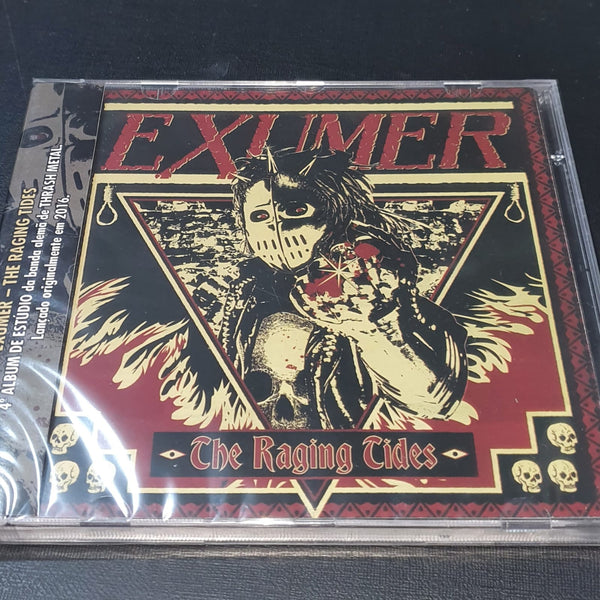 EXUMER
The Raging Tides
EXUMER – THE RAGING TIDES
4º ÁLBUM DE ESTÚDIO da banda alemã de THRASH METAL.
Lançado originalmente em 2016.